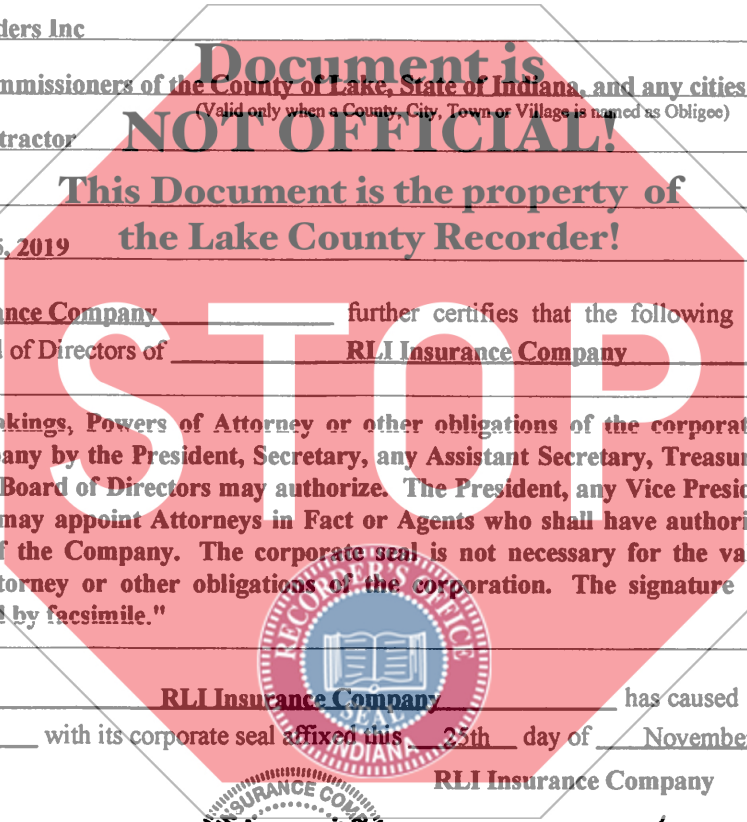 ders Inc
Document is
mmissioners of the County of Lake, State of Indiana, and any cities
(Valid only when a County, City, Town or Village is named as Obligee)
tractor
NOT OFFICIAL!
This Document is the property of
, 2019
the Lake County Recorder!
ance Company further certifies that the following
d of Directors of RLI Insurance Company
STOP
akings, Powers of Attorney or other obligations of the corporat
pany by the President, Secretary, any Assistant Secretary, Treasur
Board of Directors may authorize. The President, any Vice Presid
may appoint Attorneys in Fact or Agents who shall have authori
f the Company. The corporate seal is not necessary for the va
ttorney or other obligations of the corporation. The signature
d by facsimile."
RECORDER'S OFFICE
SEAL
INDIANA
RLI Insurance Company has caused
with its corporate seal affixed this 25th day of November
RLI Insurance Company
INSURANCE COMP